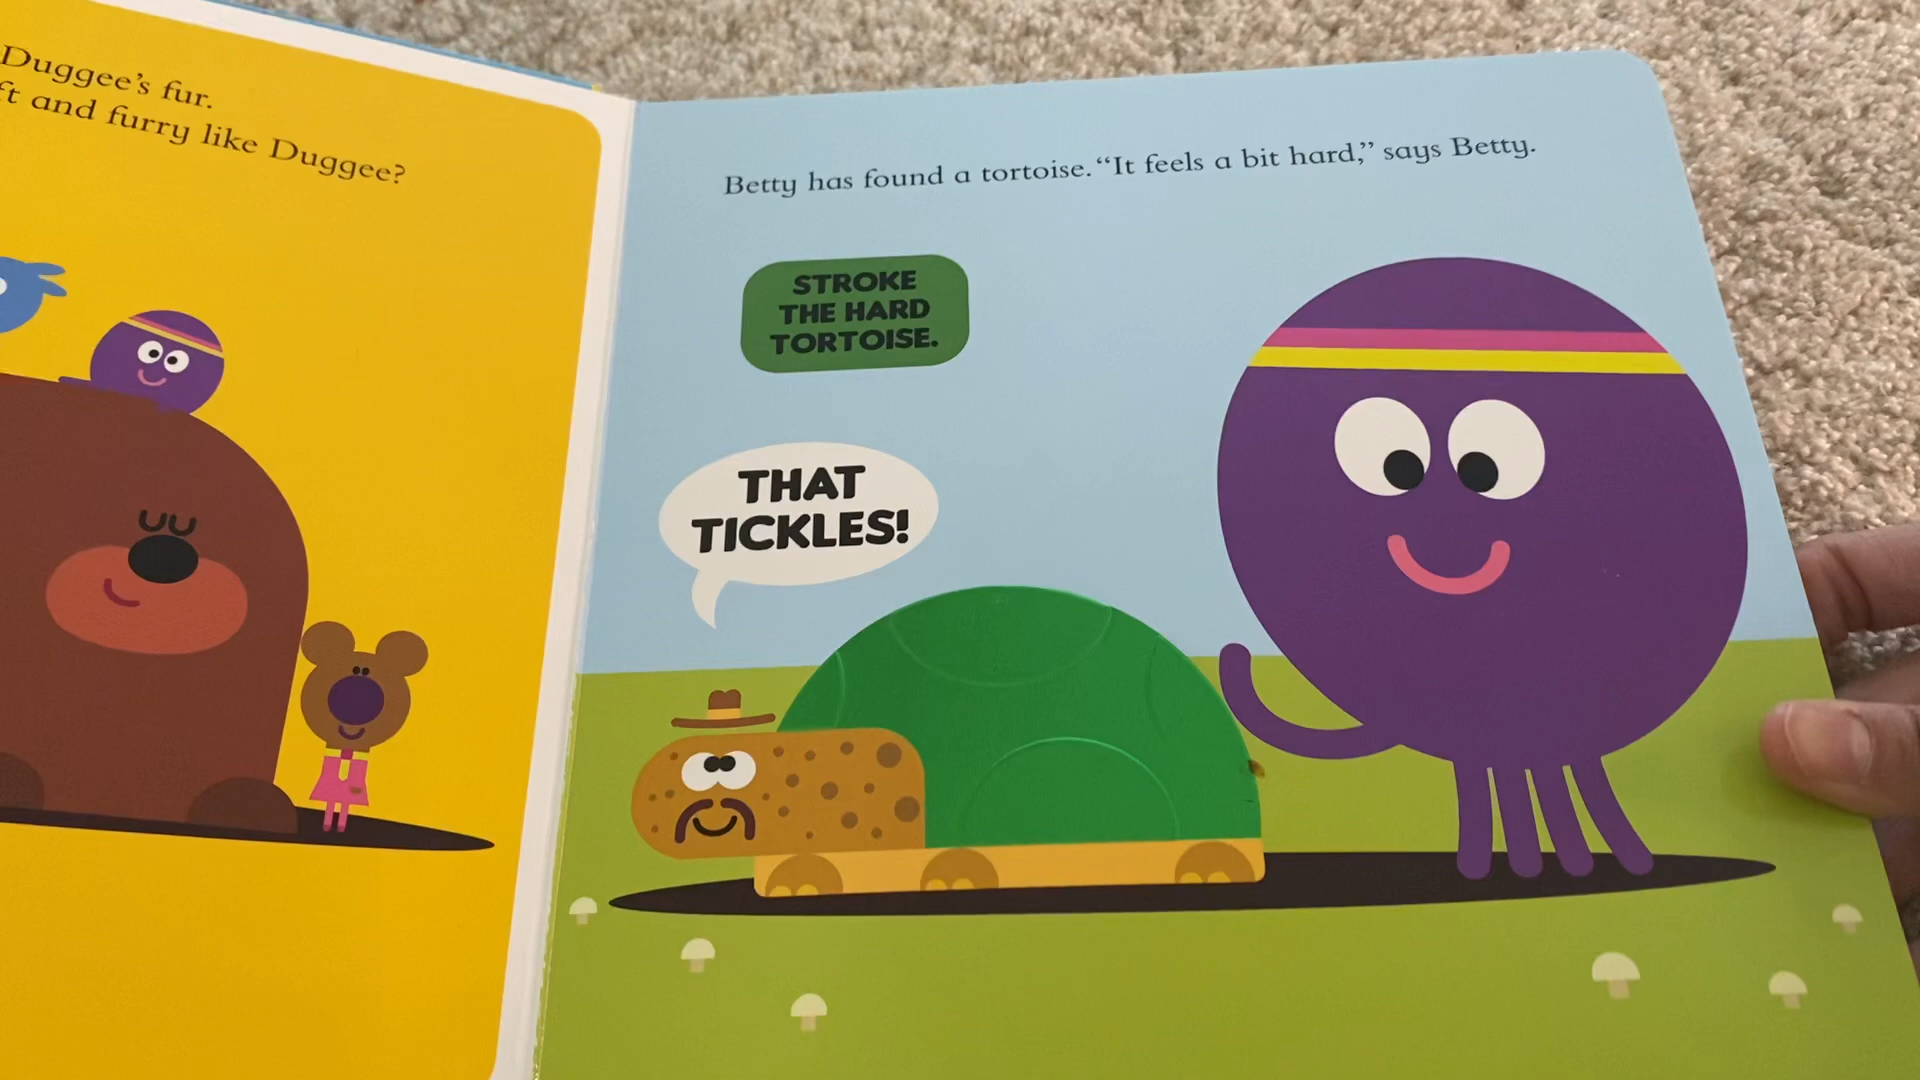 Duggee's fur.
and furry like Duggee?
Betty has found a tortoise. “It feels a bit hard,” says Betty.
STROKE
THE HARD
TORTOISE.
THAT
TICKLES!